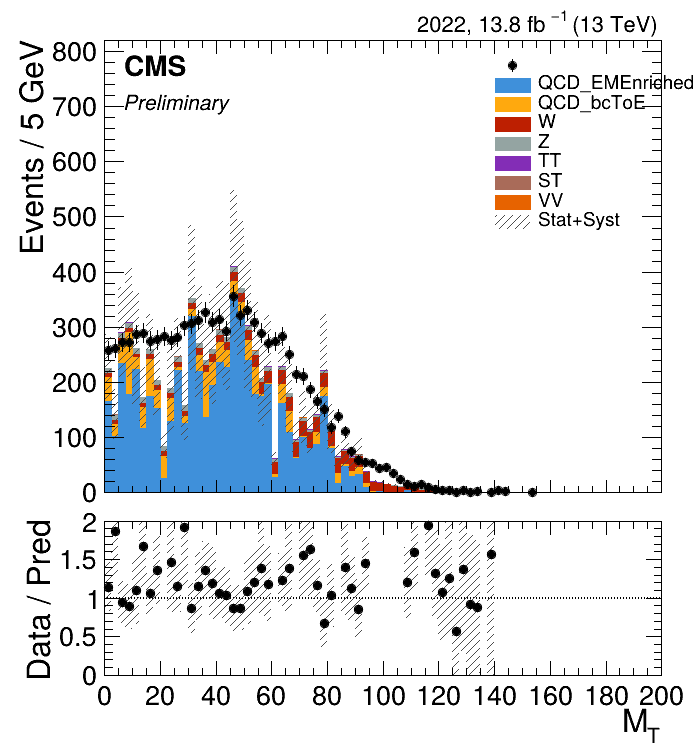 2022, 13.8 fb⁻¹ (13 TeV)
CMS
Preliminary
Events / 5 GeV
800
700
600
500
400
300
200
100
0
QCD_EMEnriched
QCD_bcToE
W
Z
TT
ST
VV
Stat+Syst
Data / Pred
2
1.5
1
0.5
0
0 20 40 60 80 100 120 140 160 180 200
M_T